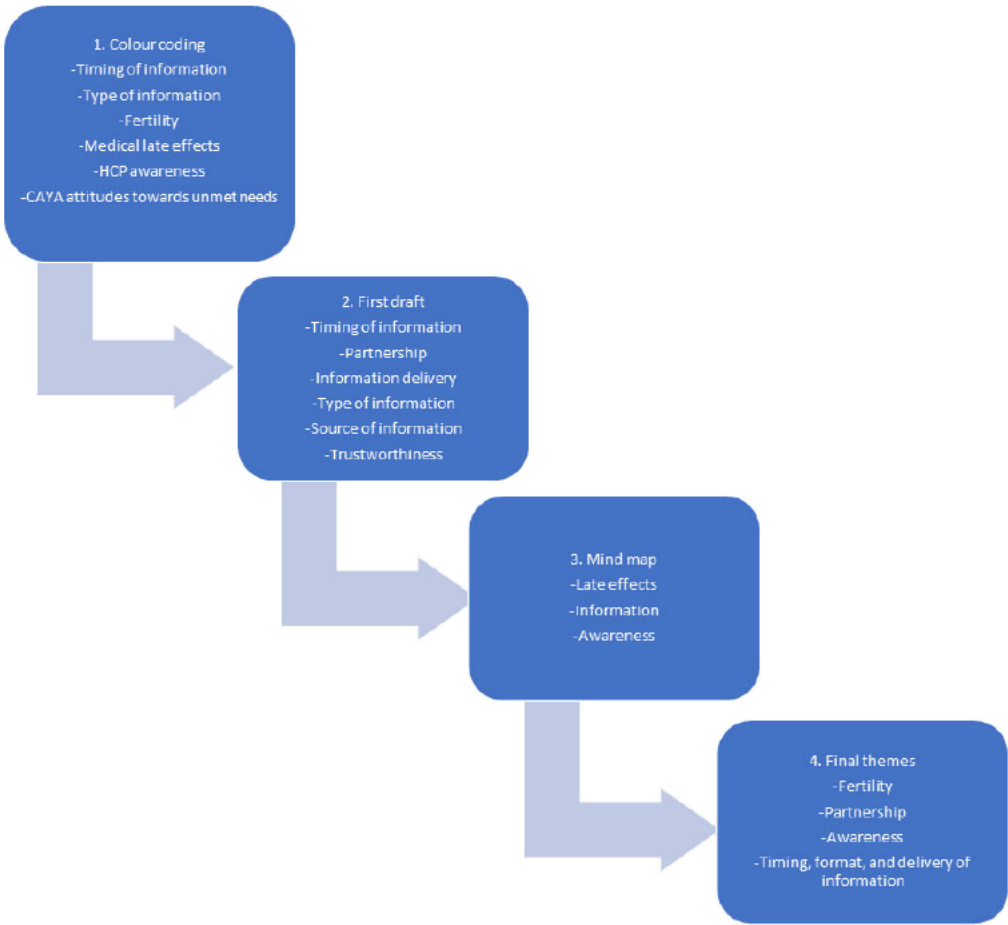 1. Colour coding
-Timing of information
-Type of information
-Fertility
-Medical late effects
-HCP awareness
-CAYA attitudes towards unmet needs
2. First draft
-Timing of information
-Partnership
-Information delivery
-Type of information
-Source of information
-Trustworthiness
3. Mind map
-Late effects
-Information
-Awareness
4. Final themes
-Fertility
-Partnership
-Awareness
-Timing, format, and delivery of
information